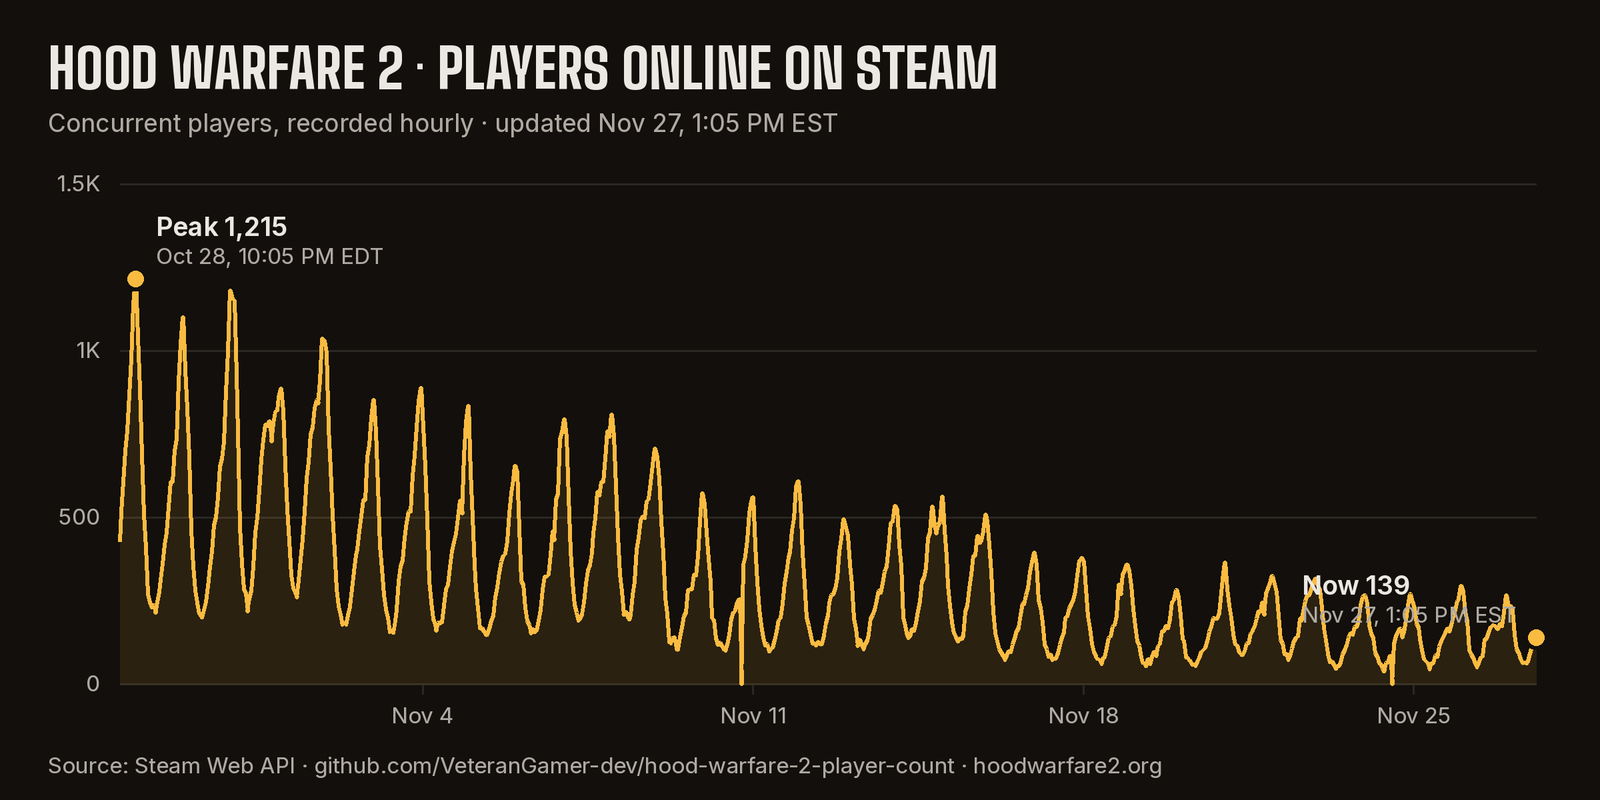 HOOD WARFARE 2 · PLAYERS ONLINE ON STEAM
Concurrent players, recorded hourly · updated Nov 27, 1:05 PM EST
1.5K
Peak 1,215
Oct 28, 10:05 PM EDT
1K
500
Now 139
Nov 27, 1:05 PM EST
0
Nov 4
Nov 11
Nov 18
Nov 25
Source: Steam Web API · github.com/VeteranGamer-dev/hood-warfare-2-player-count · hoodwarfare2.org